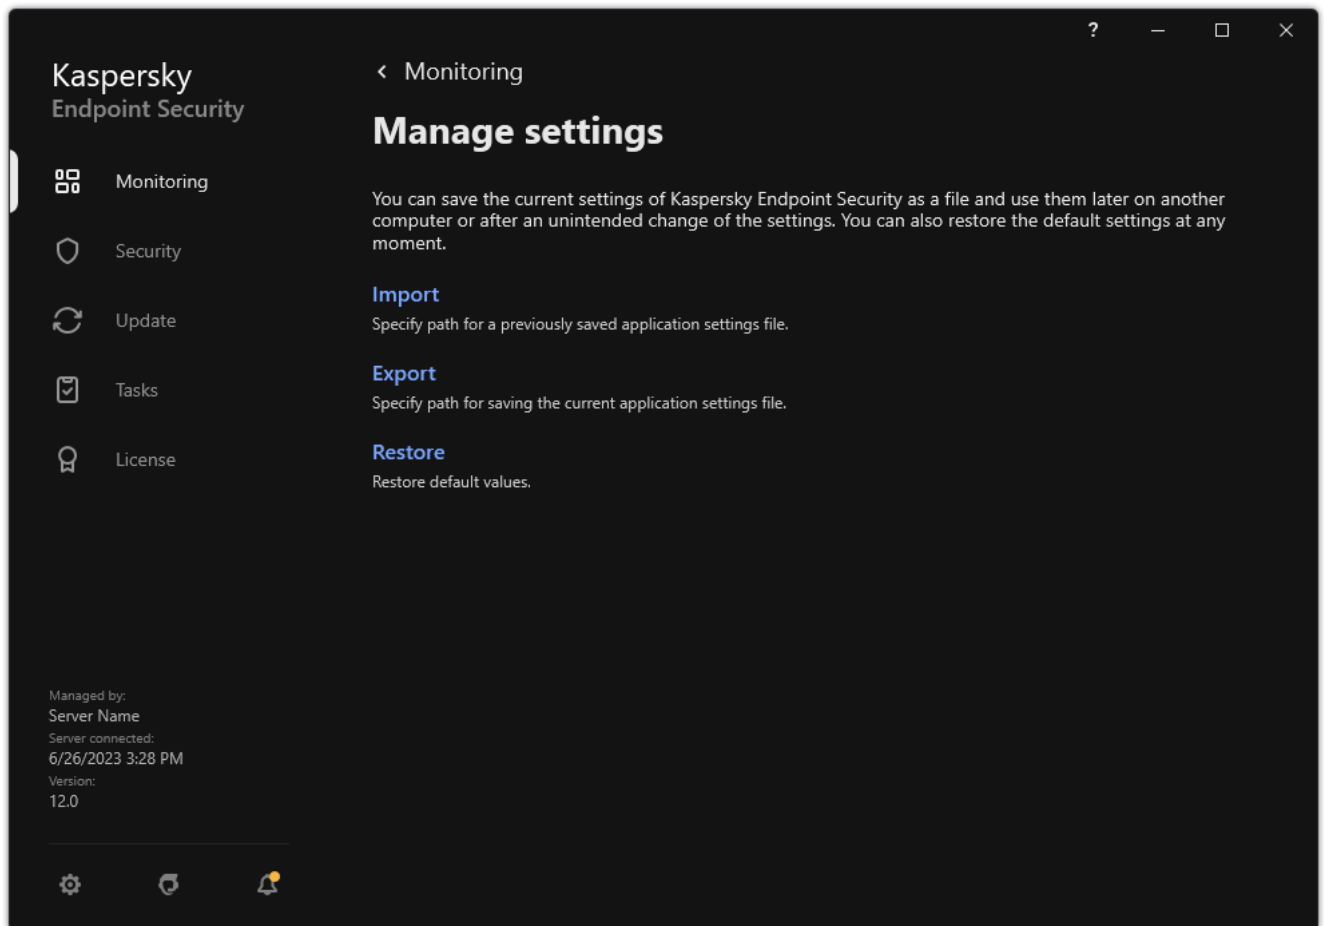 ?
Kaspersky
Endpoint Security
Monitoring
Security
Update
Tasks
License
Managed by:
Server Name
Server connected:
6/26/2023 3:28 PM
Version:
12.0
Monitoring
Manage settings
You can save the current settings of Kaspersky Endpoint Security as a file and use them later on another
computer or after an unintended change of the settings. You can also restore the default settings at any
moment.
Import
Specify path for a previously saved application settings file.
Export
Specify path for saving the current application settings file.
Restore
Restore default values.